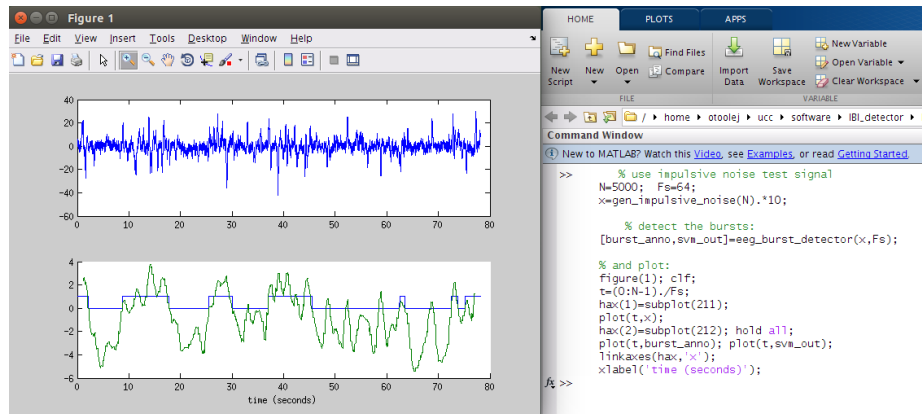 Figure 1
File Edit View Insert Tools Desktop Window Help
40
20
0
-20
-40
-60
0 10 20 30 40 50 60 70 80
4
2
0
-2
-4
-6
0 10 20 30 40 50 60 70 80
time (seconds)
HOME PLOTS APPS
New Script
New
Open
Find Files
Compare
Import Data
Save Workspace
New Variable
Open Variable
Clear Workspace
FILE VARIABLE
/ home otoolej ucc software IBI_detector
Command Window
New to MATLAB? Watch this Video, see Examples, or read Getting Started.
>> % use impulsive noise test signal
N=5000; Fs=64;
x=gen_impulsive_noise(N).*10;
% detect the bursts:
[burst_anno,svm_out]=eeg_burst_detector(x,Fs);
% and plot:
figure(1); clf;
t=(0:N-1)./Fs;
hax(1)=subplot(211);
plot(t,x);
hax(2)=subplot(212); hold all;
plot(t,burst_anno); plot(t,svm_out);
linkaxes(hax,'x');
xlabel('time (seconds)');
fx >>